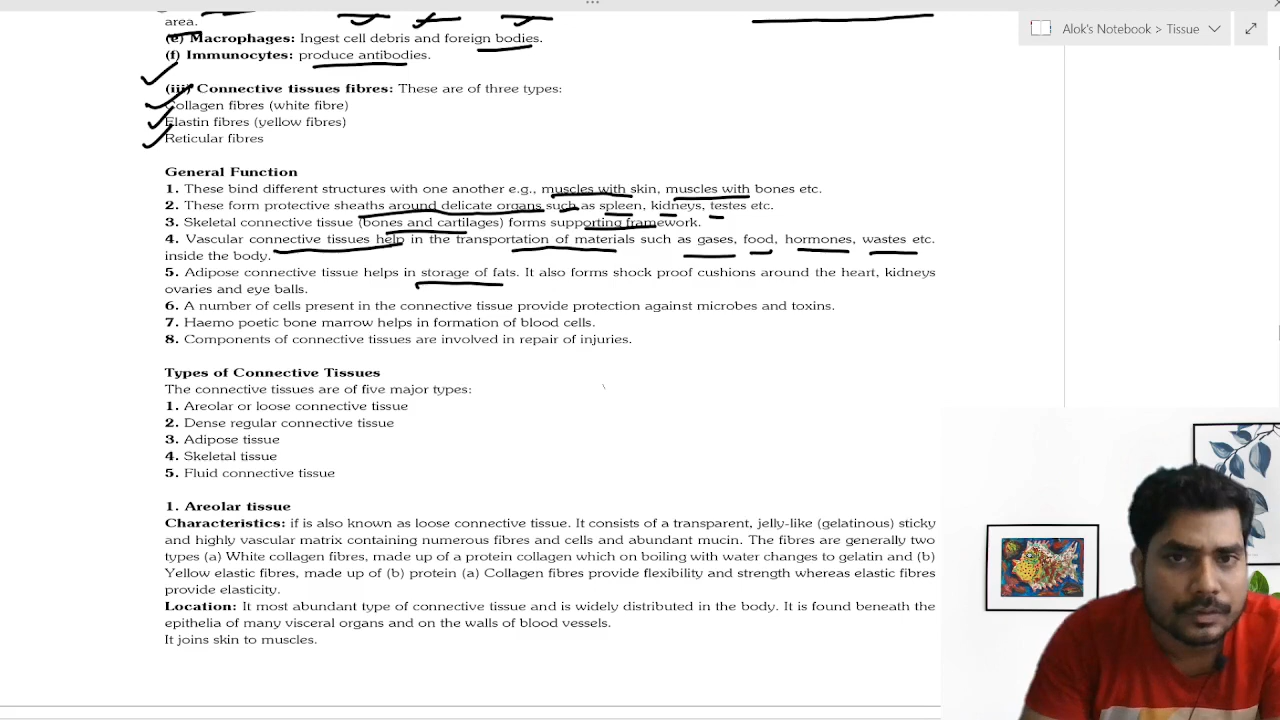 Alok's Notebook > Tissue
area.
(e) Macrophages: Ingest cell debris and foreign bodies.
(f) Immunocytes: produce antibodies.
(iii) Connective tissues fibres: These are of three types:
Collagen fibres (white fibre)
Elastin fibres (yellow fibres)
Reticular fibres
General Function
1. These bind different structures with one another e.g., muscles with skin, muscles with bones etc.
2. These form protective sheaths around delicate organs such as spleen, kidneys, testes etc.
3. Skeletal connective tissue (bones and cartilages) forms supporting framework.
4. Vascular connective tissues help in the transportation of materials such as gases, food, hormones, wastes etc.
inside the body.
5. Adipose connective tissue helps in storage of fats. It also forms shock proof cushions around the heart, kidneys
ovaries and eye balls.
6. A number of cells present in the connective tissue provide protection against microbes and toxins.
7. Haemo poetic bone marrow helps in formation of blood cells.
8. Components of connective tissues are involved in repair of injuries.
Types of Connective Tissues
The connective tissues are of five major types:
1. Areolar or loose connective tissue
2. Dense regular connective tissue
3. Adipose tissue
4. Skeletal tissue
5. Fluid connective tissue
1. Areolar tissue
Characteristics: if is also known as loose connective tissue. It consists of a transparent, jelly-like (gelatinous) sticky
and highly vascular matrix containing numerous fibres and cells and abundant mucin. The fibres are generally two
types (a) White collagen fibres, made up of a protein collagen which on boiling with water changes to gelatin and (b)
Yellow elastic fibres, made up of (b) protein (a) Collagen fibres provide flexibility and strength whereas elastic fibres
provide elasticity.
Location: It most abundant type of connective tissue and is widely distributed in the body. It is found beneath the
epithelia of many visceral organs and on the walls of blood vessels.
It joins skin to muscles.